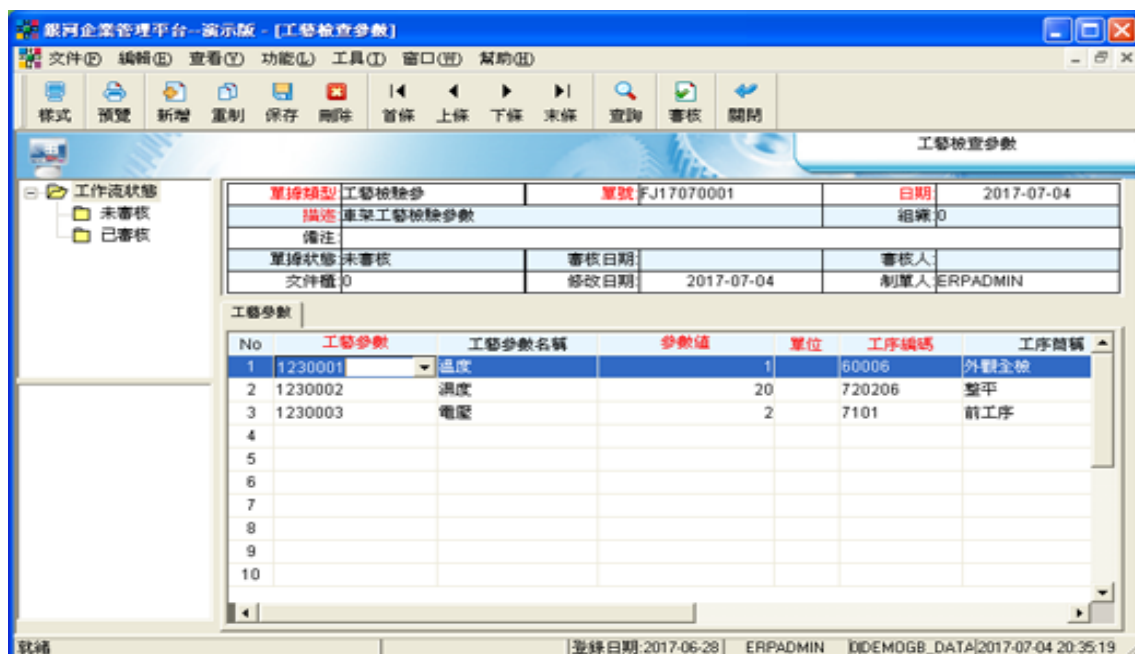 銀河企業管理平台--演示版 - [工藝檢查參數]
文件(F) 編輯(E) 查看(Y) 功能(L) 工具(T) 窗口(W) 幫助(H)
樣式 預覽 新增 重制 保存 刪除 首條 上條 下條 末條 查詢 審核 關閉
工藝檢查參數
工作流狀態
未審核
已審核
單據類型 工藝檢驗參 單號 FJ17070001 日期: 2017-07-04
描述 車架工藝檢驗參數 組織:0
備注:
單據狀態:未審核 審核日期: 審核人:
文件櫃:0 修改日期: 2017-07-04 制單人:ERPADMIN
工藝參數
No 工藝參數 工藝參數名稱 參數值 單位 工序編碼 工序簡稱
1 1230001 溫度 1 60006 外觀全檢
2 1230002 濕度 20 720206 整平
3 1230003 電壓 2 7101 前工序
4
5
6
7
8
9
10
就緒 登錄日期:2017-06-28 ERPADMIN DEMOGB_DATA 2017-07-04 20:35:19